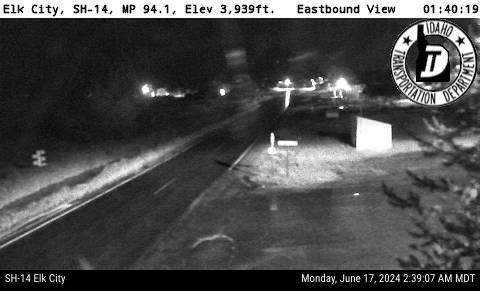 Elk City, SH-14, MP 94.1, Elev 3,939ft. Eastbound View 01:40:19
IDAHO
TRANSPORTATION DEPARTMENT
SH-14 Elk City Monday, June 17, 2024 2:39:07 AM MDT